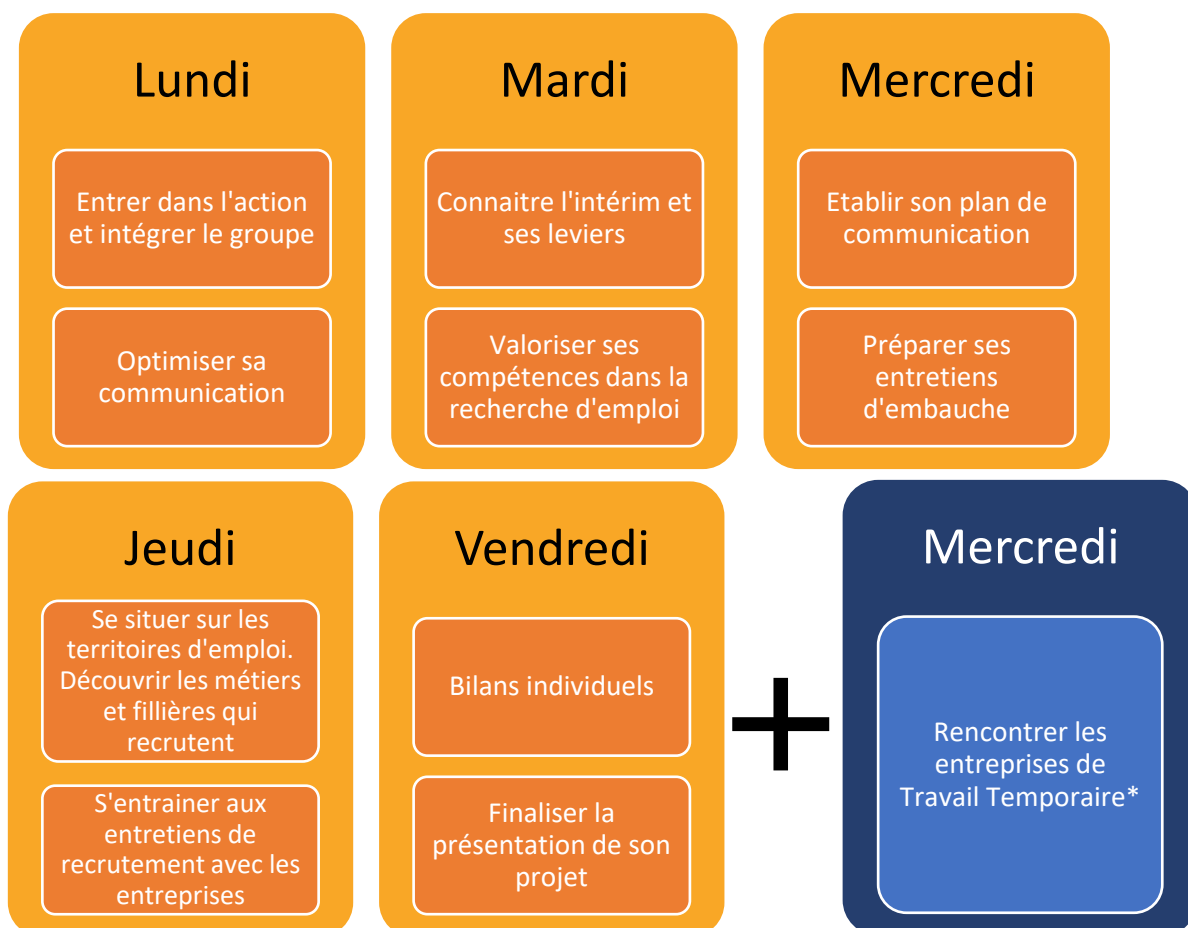 Lundi
Entrer dans l'action
et intégrer le groupe
Optimiser sa
communication
Mardi
Connaitre l'intérim et
ses leviers
Valoriser ses
compétences dans la
recherche d'emploi
Mercredi
Etablir son plan de
communication
Préparer ses
entretiens
d'embauche
Jeudi
Se situer sur les
territoires d'emploi.
Découvrir les métiers
et fillières qui
recrutent
S'entrainer aux
entretiens de
recrutement avec les
entreprises
Vendredi
Bilans individuels
Finaliser la
présentation de son
projet
+
Mercredi
Rencontrer les
entreprises de
Travail Temporaire*